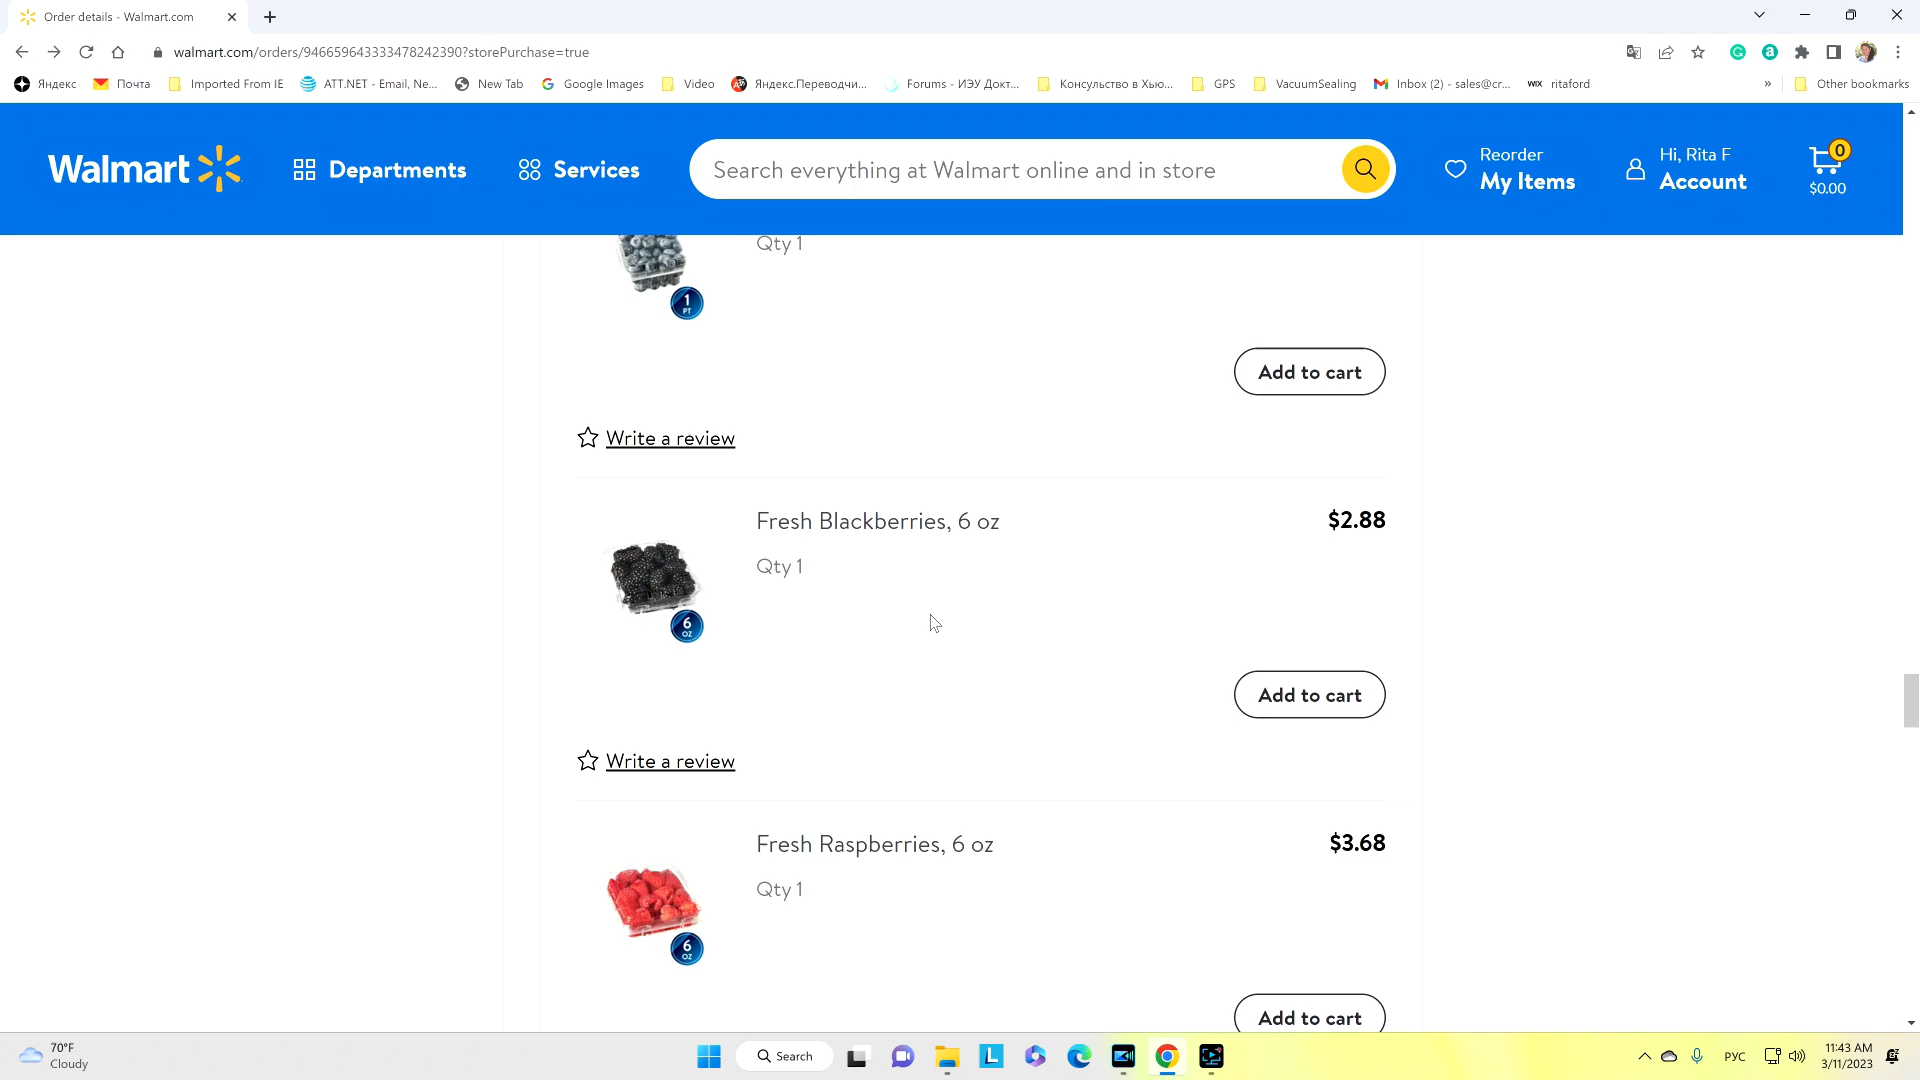 Order details - Walmart.com
walmart.com/orders/946659643333478242390?storePurchase=true
Яндекс
Почта
Imported From IE
ATT.NET - Email, Ne...
New Tab
Google Images
Video
Яндекс.Переводчи...
Forums - ИЭУ Докт...
Консульство в Хью...
GPS
VacuumSealing
Inbox (2) - sales@cr...
WIX ritaford
»
Other bookmarks
Walmart
Departments
Services
Search everything at Walmart online and in store
Reorder
My Items
Hi, Rita F
Account
0
$0.00
Qty 1
1
PT
Add to cart
Write a review
Fresh Blackberries, 6 oz
$2.88
Qty 1
6
OZ
Add to cart
Write a review
Fresh Raspberries, 6 oz
$3.68
Qty 1
6
OZ
Add to cart
70°F
Cloudy
Search
L
РУС
11:43 AM
3/11/2023